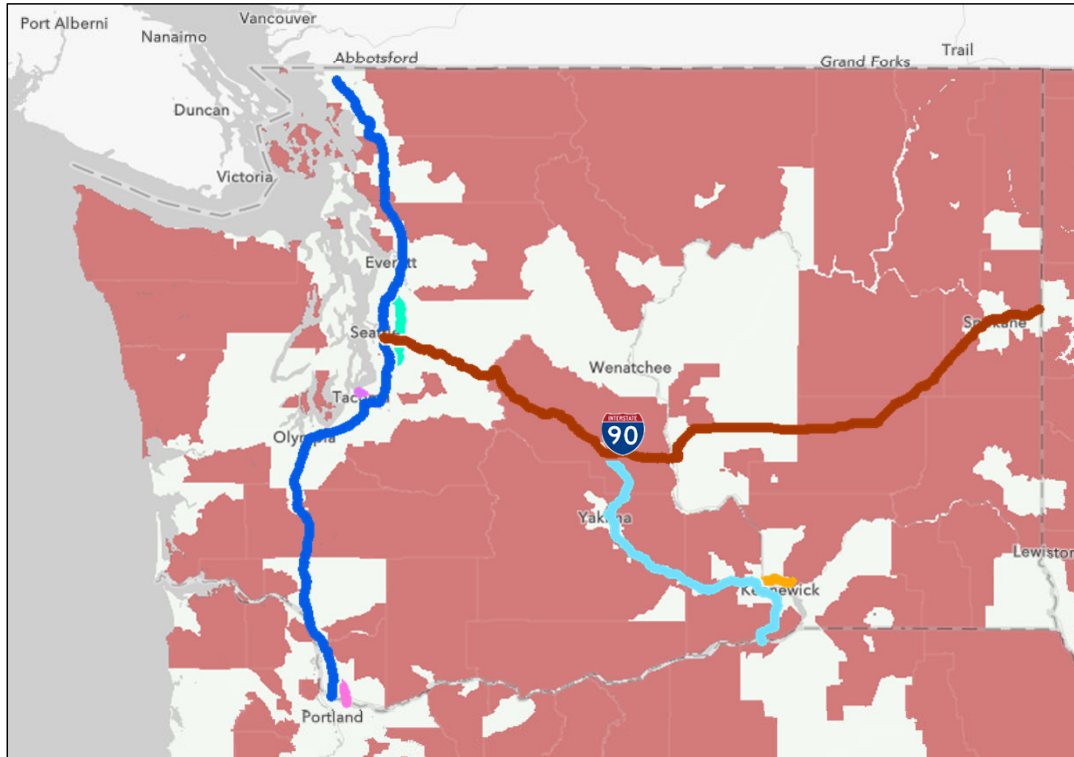 Vancouver
Port Alberni
Nanaimo
Abbotsford
Trail
Grand Forks
Duncan
Victoria
Everett
Seattle
Spokane
Wenatchee
Tacoma
INTERSTATE
90
Olympia
Yakima
Lewiston
Kennewick
Portland